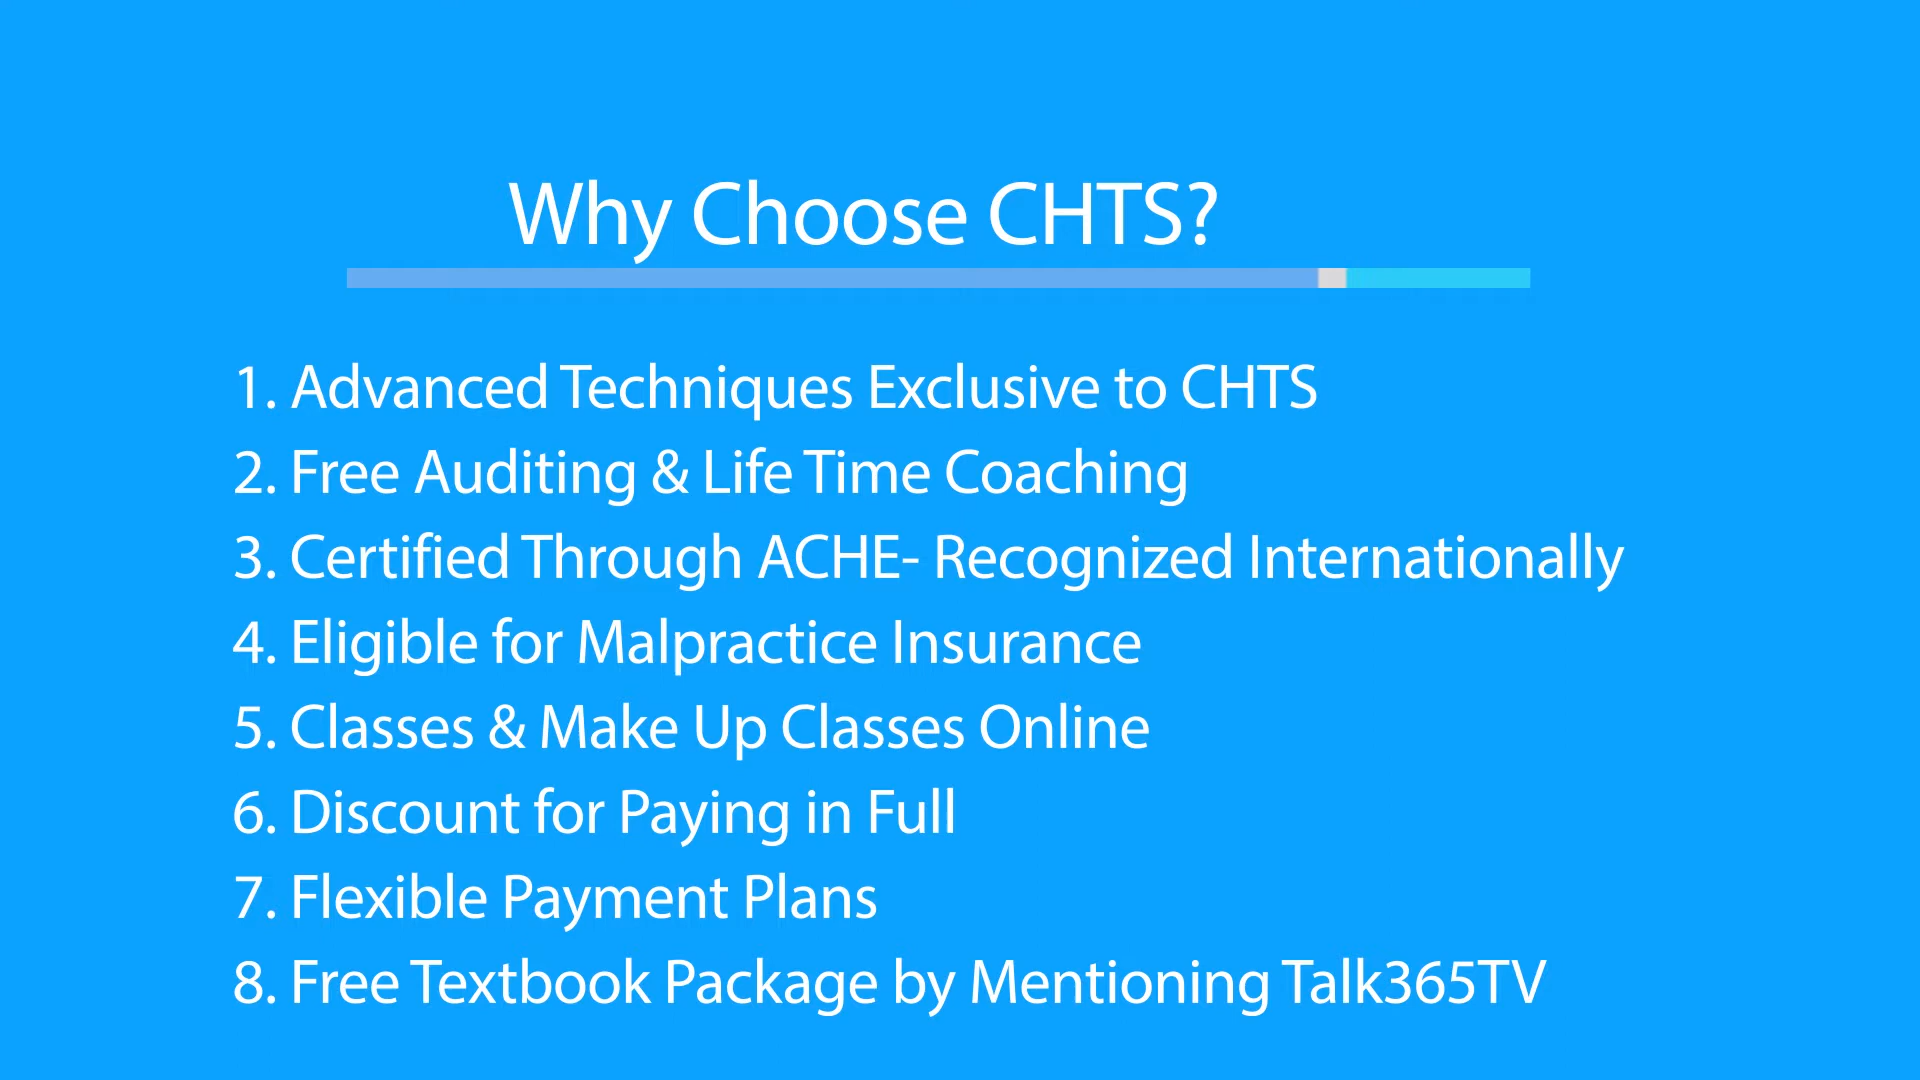 Why Choose CHTS?
1. Advanced Techniques Exclusive to CHTS
2. Free Auditing & Life Time Coaching
3. Certified Through ACHE- Recognized Internationally
4. Eligible for Malpractice Insurance
5. Classes & Make Up Classes Online
6. Discount for Paying in Full
7. Flexible Payment Plans
8. Free Textbook Package by Mentioning Talk365TV